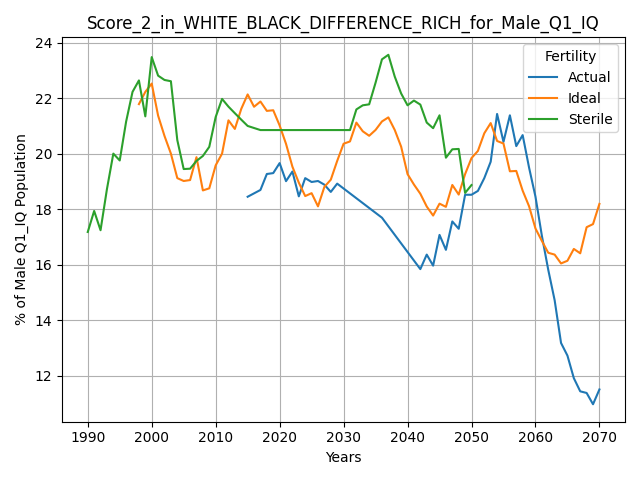 Score_2_in_WHITE_BLACK_DIFFERENCE_RICH_for_Male_Q1_IQ
Fertility
Actual
Ideal
Sterile
% of Male Q1_IQ Population
24
22
20
18
16
14
12
1990 2000 2010 2020 2030 2040 2050 2060 2070
Years